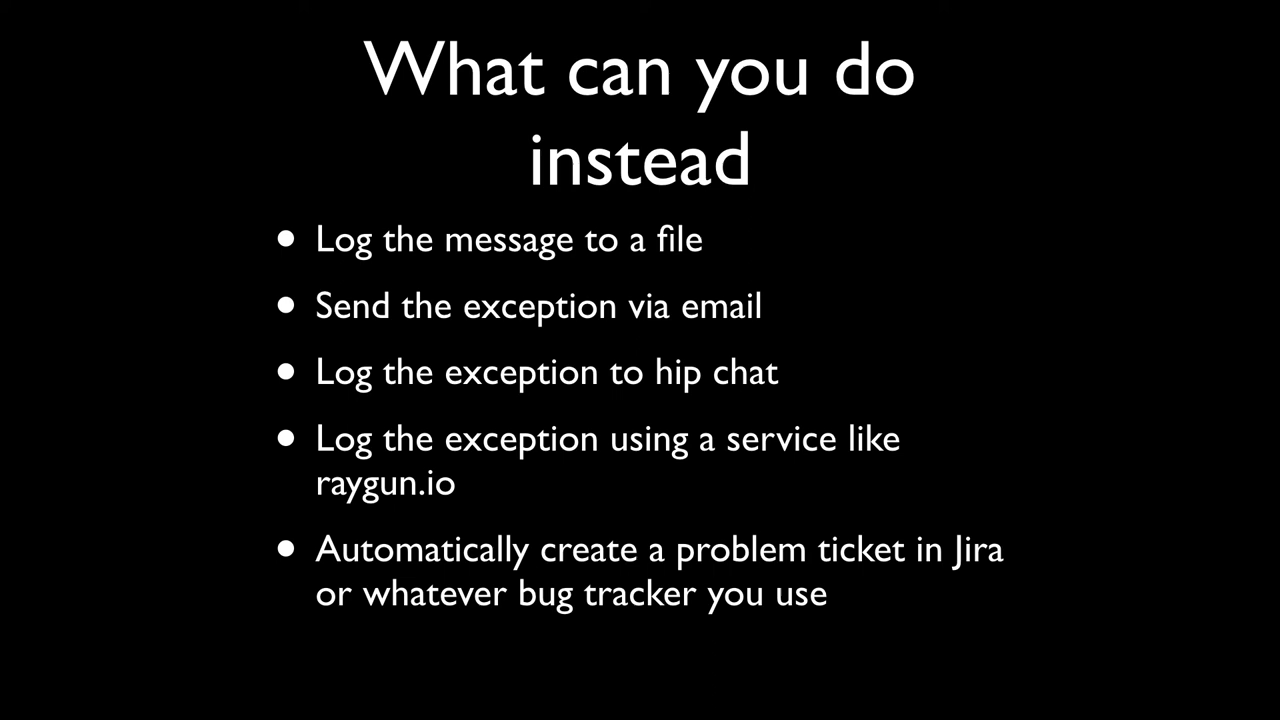 What can you do
instead
• Log the message to a file
• Send the exception via email
• Log the exception to hip chat
• Log the exception using a service like
raygun.io
• Automatically create a problem ticket in Jira
or whatever bug tracker you use